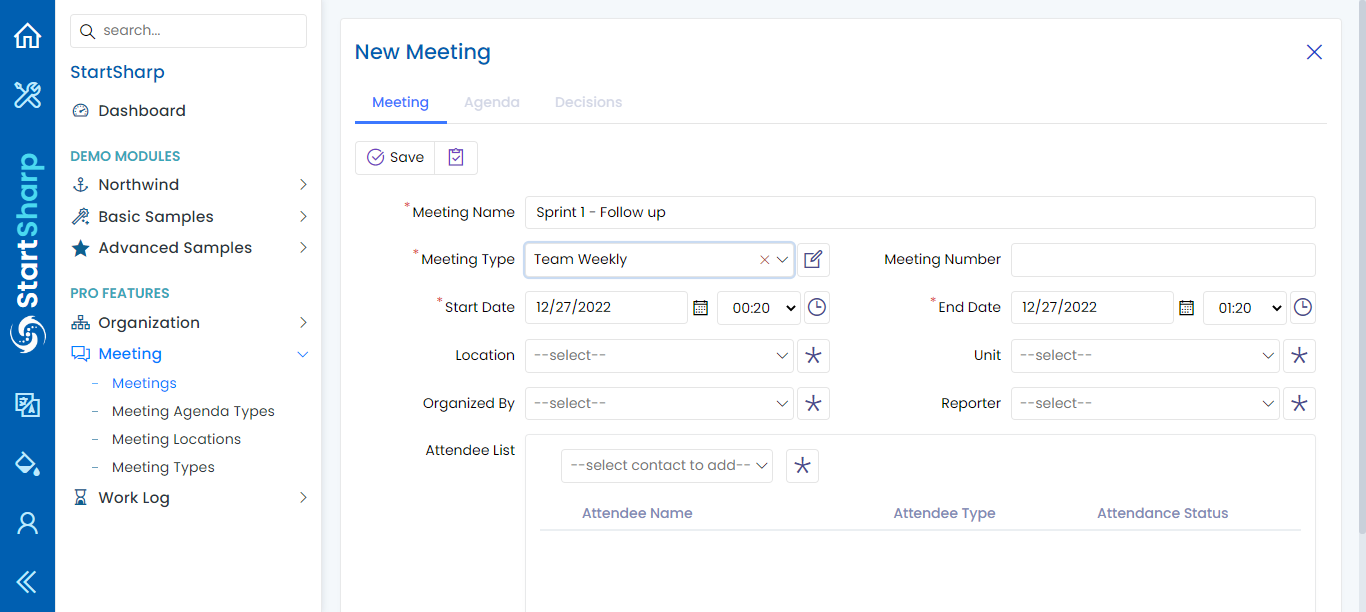 search...
StartSharp
StartSharp
Dashboard
DEMO MODULES
Northwind
Basic Samples
Advanced Samples
PRO FEATURES
Organization
Meeting
– Meetings
– Meeting Agenda Types
– Meeting Locations
– Meeting Types
Work Log
New Meeting
Meeting Agenda Decisions
Save
*Meeting Name Sprint 1 - Follow up
*Meeting Type Team Weekly Meeting Number
*Start Date 12/27/2022 00:20 *End Date 12/27/2022 01:20
Location --select-- Unit --select--
Organized By --select-- Reporter --select--
Attendee List --select contact to add--
Attendee Name Attendee Type Attendance Status